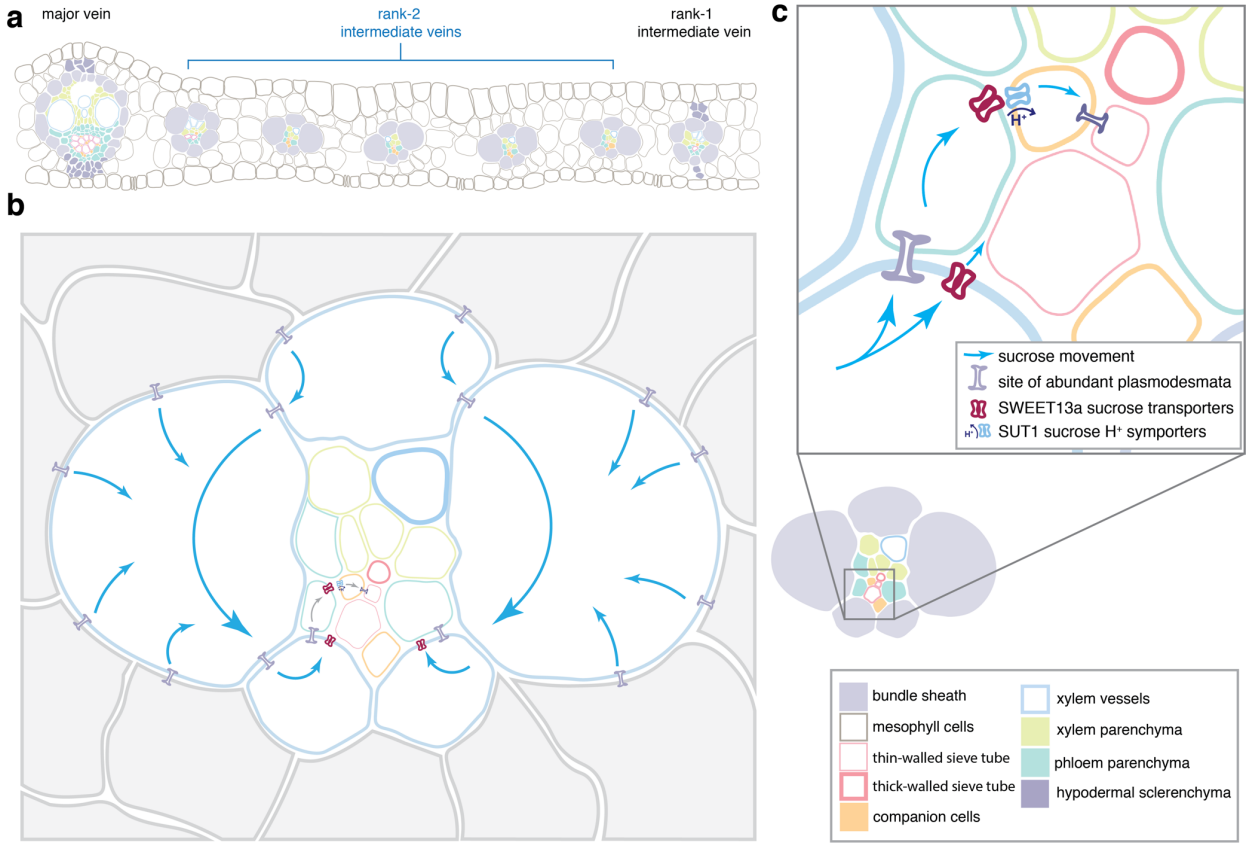 a
major vein
rank-2
intermediate veins
rank-1
intermediate vein
b
c
H+
sucrose movement
site of abundant plasmodesmata
SWEET13a sucrose transporters
H+
SUT1 sucrose H+ symporters
bundle sheath
mesophyll cells
thin-walled sieve tube
thick-walled sieve tube
companion cells
xylem vessels
xylem parenchyma
phloem parenchyma
hypodermal sclerenchyma